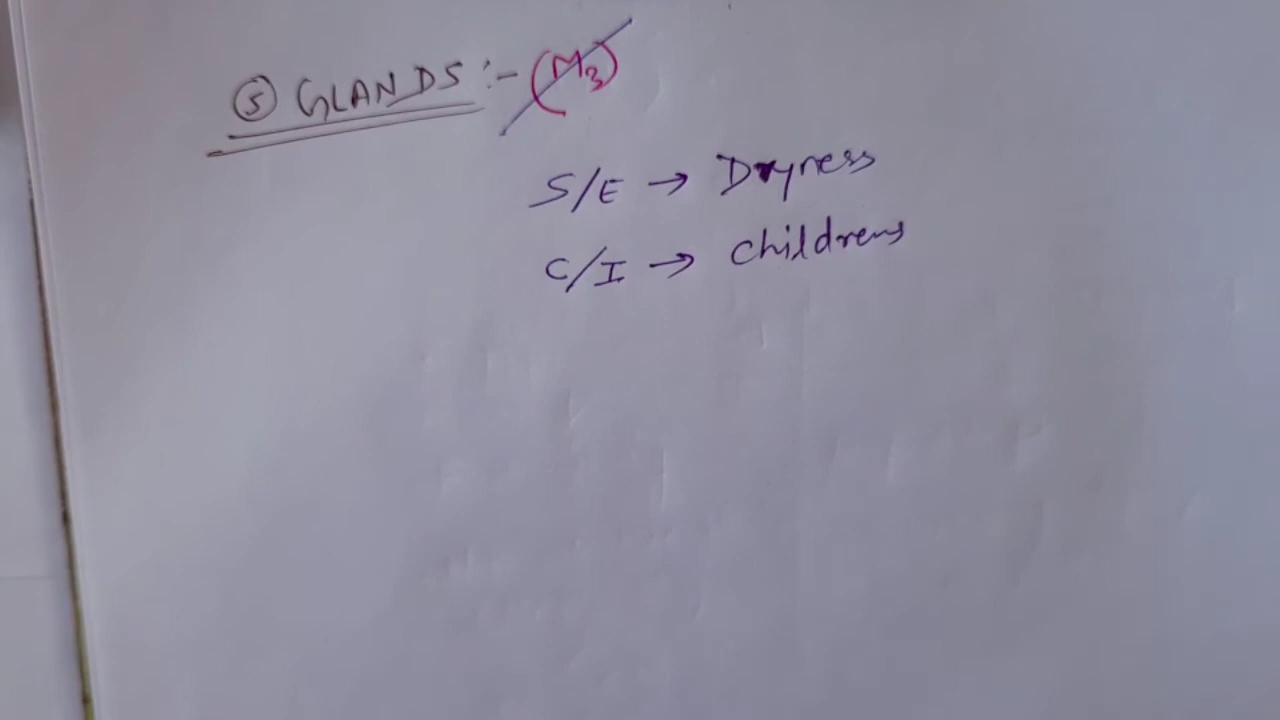 ⑤ GLANDS :- (M3)
S/E → Dryness
C/I → childrens